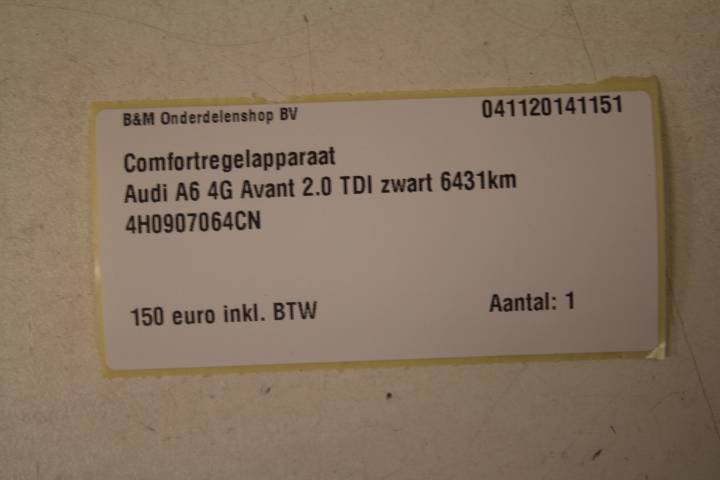 B&M Onderdelenshop BV 041120141151
Comfortregelapparaat
Audi A6 4G Avant 2.0 TDI zwart 6431km
4H0907064CN
150 euro inkl. BTW Aantal: 1